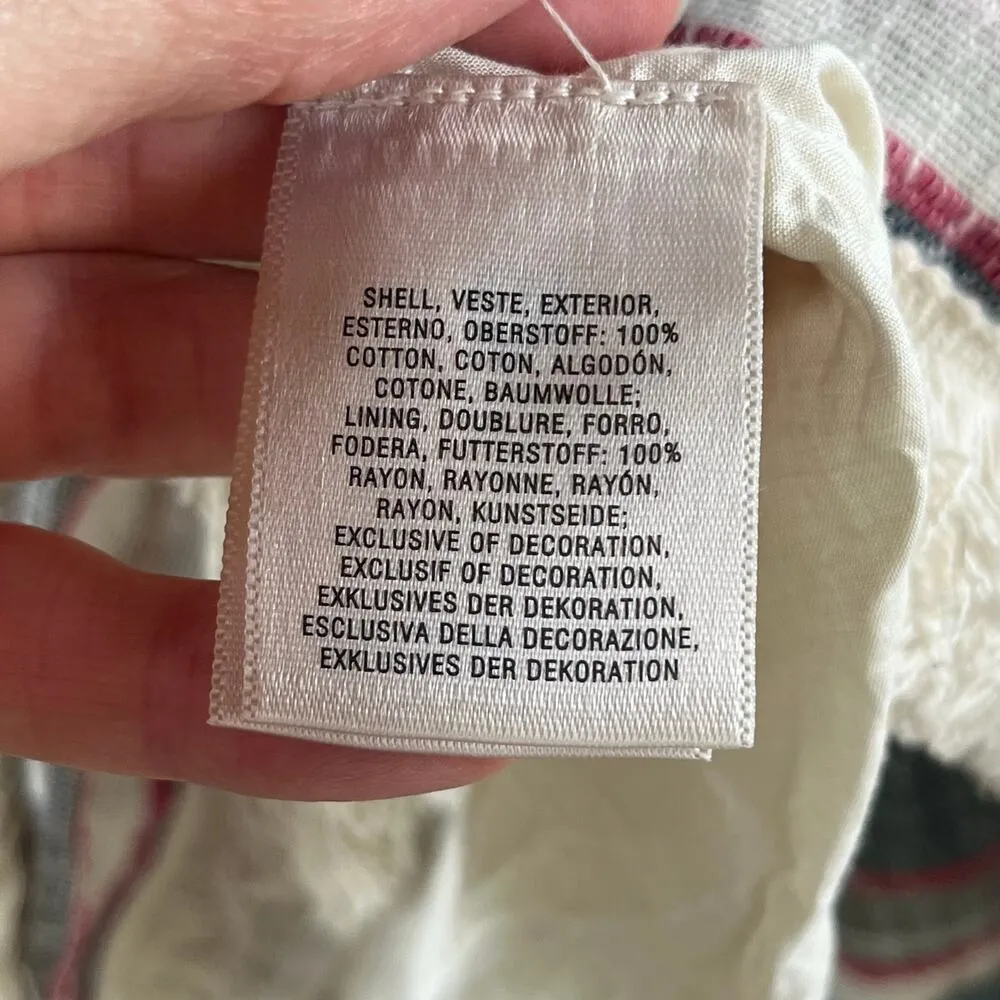 SHELL, VESTE, EXTERIOR,
ESTERNO, OBERSTOFF: 100%
COTTON, COTON, ALGODÓN,
COTONE, BAUMWOLLE;
LINING, DOUBLURE, FORRO,
FODERA, FUTTERSTOFF: 100%
RAYON, RAYONNE, RAYÓN,
RAYON, KUNSTSEIDE;
EXCLUSIVE OF DECORATION,
EXCLUSIF OF DECORATION,
EXKLUSIVES DER DEKORATION,
ESCLUSIVA DELLA DECORAZIONE,
EXKLUSIVES DER DEKORATION